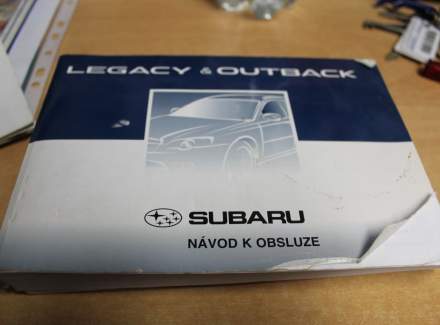 LEGACY & OUTBACK
SUBARU
NÁVOD K OBSLUZE